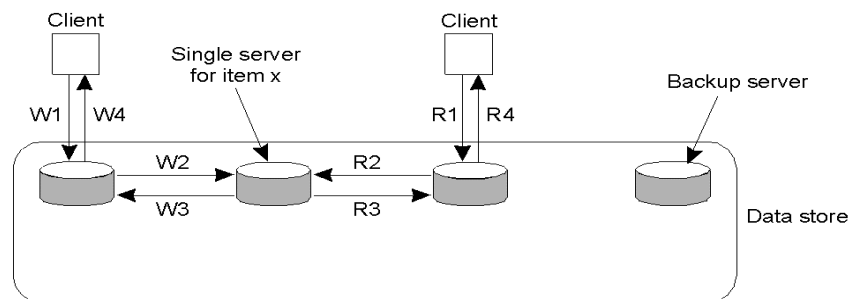 Client
Single server
for item x
Client
Backup server
W1
W4
R1
R4
W2
R2
W3
R3
Data store